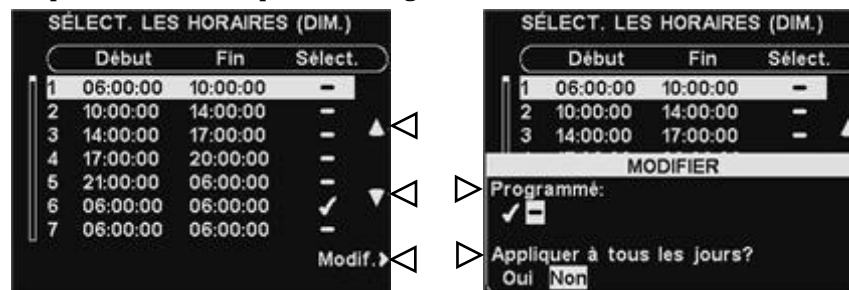 SÉLECT. LES HORAIRES (DIM.)
Début Fin Sélect.
1 06:00:00 10:00:00 –
2 10:00:00 14:00:00 –
3 14:00:00 17:00:00 –
4 17:00:00 20:00:00 –
5 21:00:00 06:00:00 –
6 06:00:00 06:00:00 ✓
7 06:00:00 06:00:00 –
Modif.
SÉLECT. LES HORAIRES (DIM.)
Début Fin Sélect.
1 06:00:00 10:00:00 –
2 10:00:00 14:00:00 –
3 14:00:00 17:00:00 –
MODIFIER
Programmé:
✓ –
Appliquer à tous les jours?
Oui Non